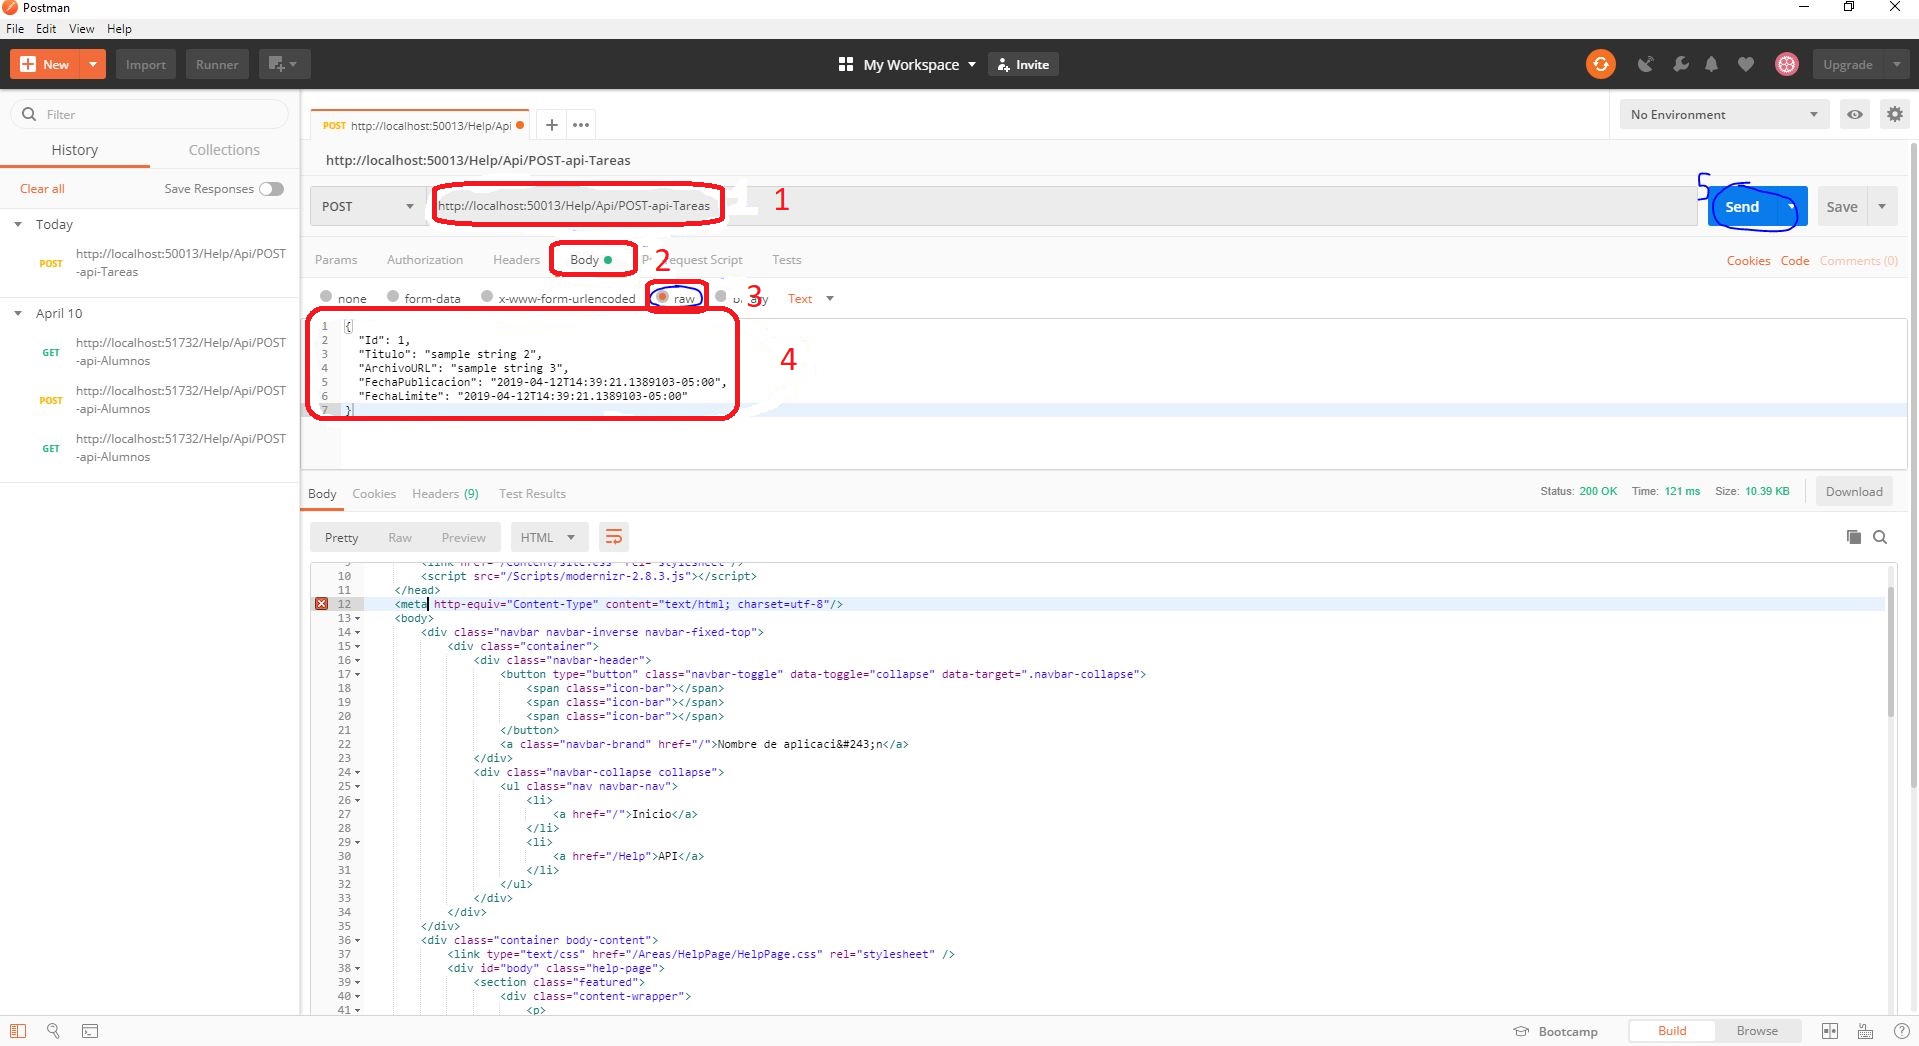 Postman
File Edit View Help
New Import Runner My Workspace Invite Upgrade
Filter
History Collections
Clear all Save Responses
Today
POST http://localhost:50013/Help/Api/POST
-api-Tareas
April 10
GET http://localhost:51732/Help/Api/POST
-api-Alumnos
POST http://localhost:51732/Help/Api/POST
-api-Alumnos
GET http://localhost:51732/Help/Api/POST
-api-Alumnos
POST http://localhost:50013/Help/Api + ••• No Environment
http://localhost:50013/Help/Api/POST-api-Tareas
POST http://localhost:50013/Help/Api/POST-api-Tareas 1 5 Send Save
Params Authorization Headers Body 2 equest Script Tests Cookies Code Comments (0)
none form-data x-www-form-urlencoded raw 3 Text
1 {
2 "Id": 1,
3 "Titulo": "sample string 2",
4 "ArchivoURL": "sample string 3",
5 "FechaPublicacion": "2019-04-12T14:39:21.1389103-05:00",
6 "FechaLimite": "2019-04-12T14:39:21.1389103-05:00"
7 }
4
Body Cookies Headers (9) Test Results Status: 200 OK Time: 121 ms Size: 10.39 KB Download
Pretty Raw Preview HTML
9 <link href="/Content/site.css" rel="stylesheet"/>
10 <script src="/Scripts/modernizr-2.8.3.js"></script>
11 </head>
12 <meta http-equiv="Content-Type" content="text/html; charset=utf-8"/>
13 <body>
14 <div class="navbar navbar-inverse navbar-fixed-top">
15 <div class="container">
16 <div class="navbar-header">
17 <button type="button" class="navbar-toggle" data-toggle="collapse" data-target=".navbar-collapse">
18 <span class="icon-bar"></span>
19 <span class="icon-bar"></span>
20 <span class="icon-bar"></span>
21 </button>
22 <a class="navbar-brand" href="/">Nombre de aplicaci&#243;n</a>
23 </div>
24 <div class="navbar-collapse collapse">
25 <ul class="nav navbar-nav">
26 <li>
27 <a href="/">Inicio</a>
28 </li>
29 <li>
30 <a href="/Help">API</a>
31 </li>
32 </ul>
33 </div>
34 </div>
35 </div>
36 <div class="container body-content">
37 <link type="text/css" href="/Areas/HelpPage/HelpPage.css" rel="stylesheet" />
38 <div id="body" class="help-page">
39 <section class="featured">
40 <div class="content-wrapper">
41 <p>
Bootcamp Build Browse